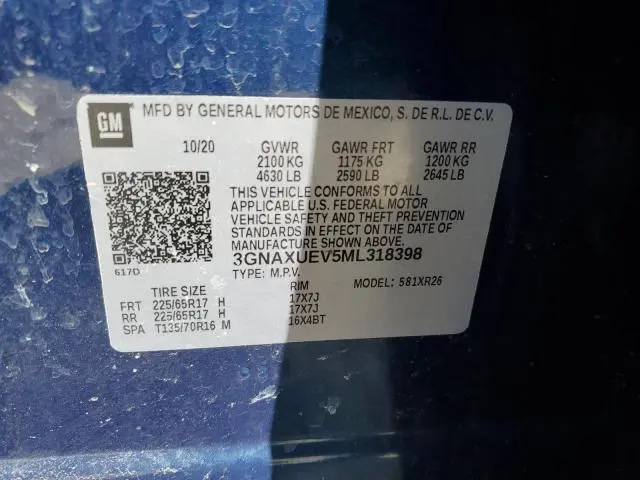 GM
MFD BY GENERAL MOTORS DE MEXICO, S. DE R.L. DE C.V.
10/20 GVWR GAWR FRT GAWR RR
2100 KG 1175 KG 1200 KG
4630 LB 2590 LB 2645 LB
THIS VEHICLE CONFORMS TO ALL
APPLICABLE U.S. FEDERAL MOTOR
VEHICLE SAFETY AND THEFT PREVENTION
STANDARDS IN EFFECT ON THE DATE OF
MANUFACTURE SHOWN ABOVE.
617D 3GNAXUEV5ML318398
TYPE: M.P.V. MODEL: 581XR26
TIRE SIZE RIM
FRT 225/65R17 H 17X7J
RR 225/65R17 H 17X7J
SPA T135/70R16 M 16X4BT